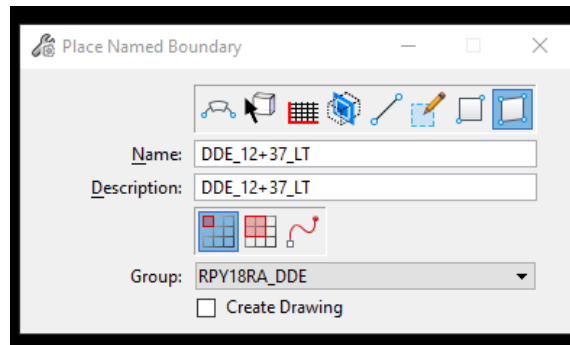 Place Named Boundary
Name: DDE_12+37_LT
Description: DDE_12+37_LT
Group: RPY18RA_DDE
Create Drawing